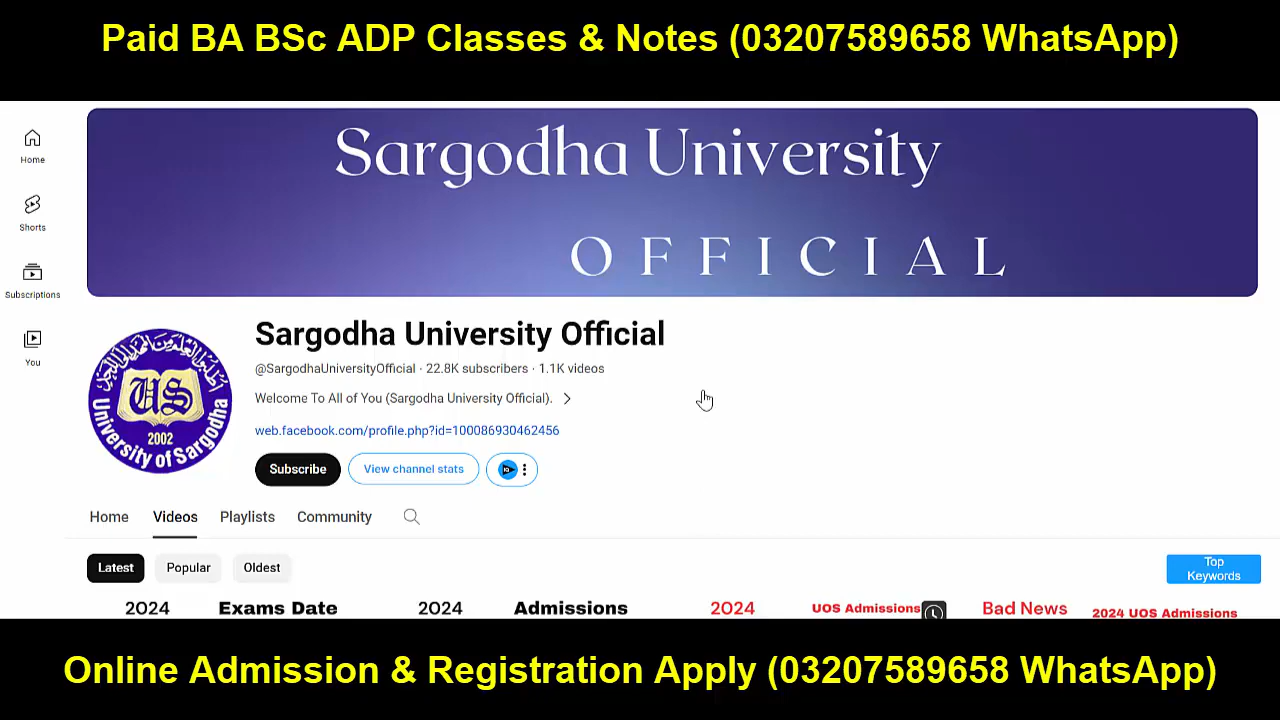 Paid BA BSc ADP Classes & Notes (03207589658 WhatsApp)
Sargodha University
OFFICIAL
Home
Shorts
Subscriptions
You
US
2002
University of Sargodha
Sargodha University Official
@SargodhaUniversityOfficial · 22.8K subscribers · 1.1K videos
Welcome To All of You (Sargodha University Official).
web.facebook.com/profile.php?id=100086930462456
Subscribe
View channel stats
Home Videos Playlists Community
Latest Popular Oldest
Top
Keywords
2024 Exams Date 2024 Admissions 2024 UOS Admissions Bad News 2024 UOS Admissions
Online Admission & Registration Apply (03207589658 WhatsApp)